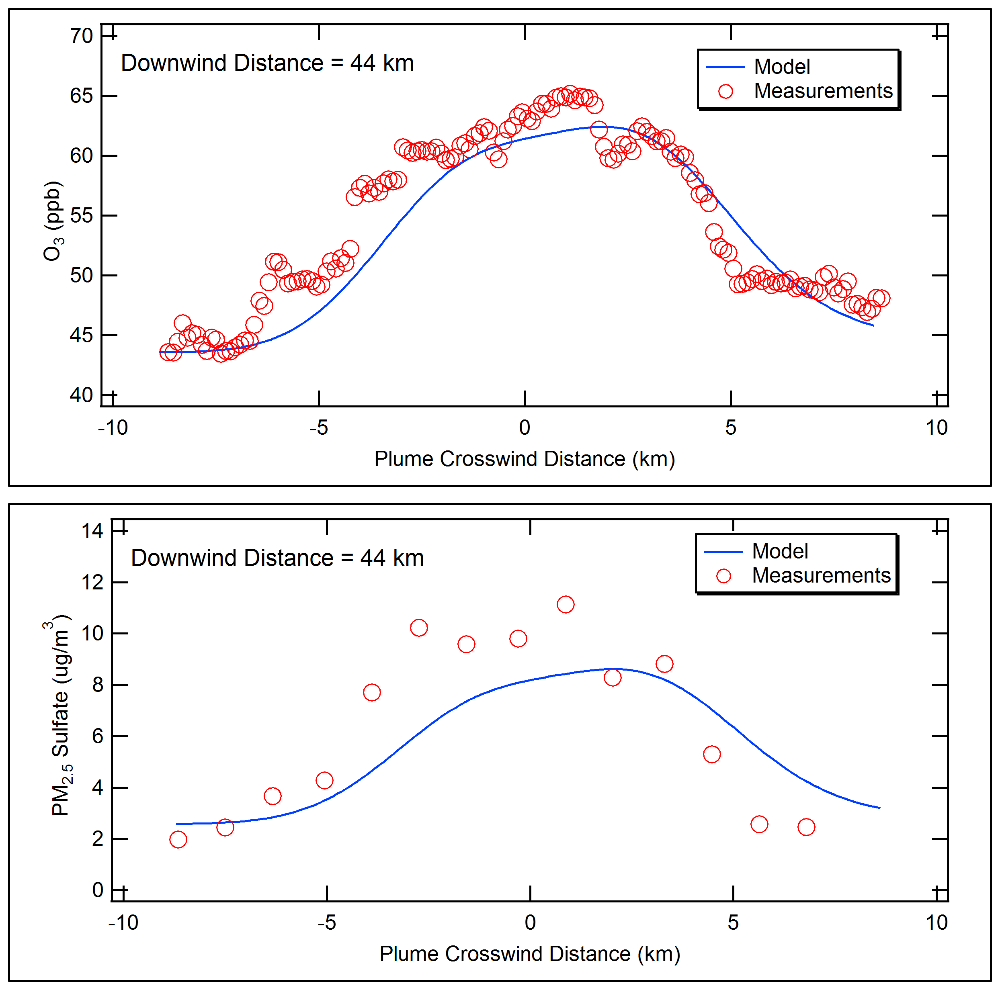 70
65
60
55
50
45
40
O3 (ppb)
Downwind Distance = 44 km
Model
Measurements
-10 -5 0 5 10
Plume Crosswind Distance (km)
14
12
10
8
6
4
2
0
PM2.5 Sulfate (ug/m3)
Downwind Distance = 44 km
Model
Measurements
-10 -5 0 5 10
Plume Crosswind Distance (km)